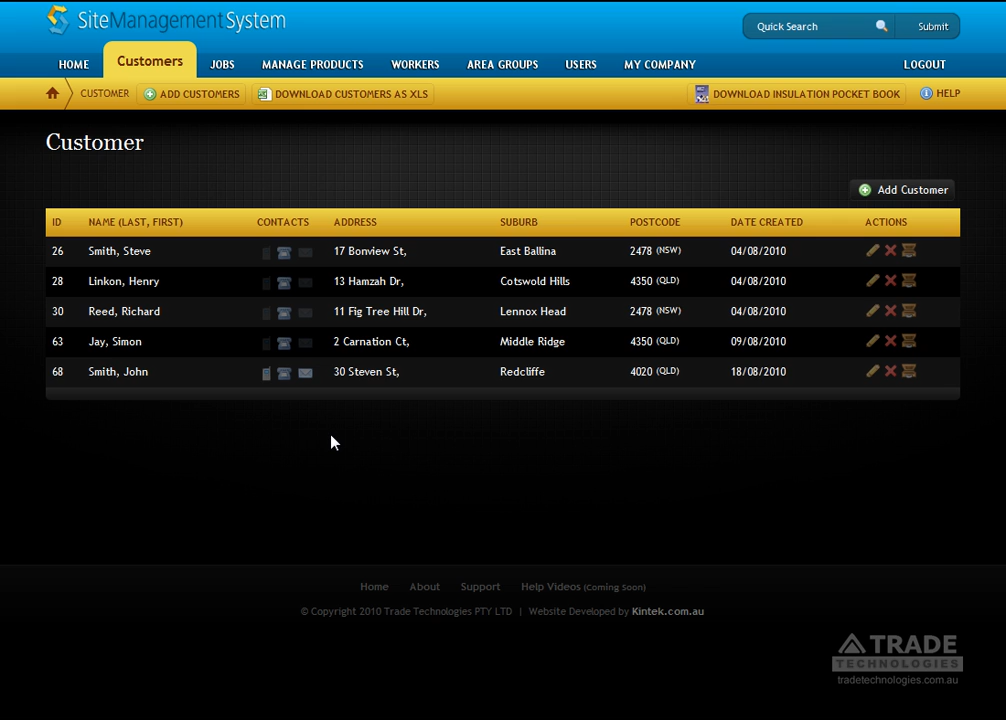 SiteManagementSystem
Quick Search Submit
HOME Customers JOBS MANAGE PRODUCTS WORKERS AREA GROUPS USERS MY COMPANY LOGOUT
CUSTOMER ADD CUSTOMERS DOWNLOAD CUSTOMERS AS XLS DOWNLOAD INSULATION POCKET BOOK HELP
Customer
Add Customer
ID NAME (LAST, FIRST) CONTACTS ADDRESS SUBURB POSTCODE DATE CREATED ACTIONS
26 Smith, Steve 17 Bonview St, East Ballina 2478 (NSW) 04/08/2010
28 Linkon, Henry 13 Hamzah Dr, Cotswold Hills 4350 (QLD) 04/08/2010
30 Reed, Richard 11 Fig Tree Hill Dr, Lennox Head 2478 (NSW) 04/08/2010
63 Jay, Simon 2 Carnation Ct, Middle Ridge 4350 (QLD) 09/08/2010
68 Smith, John 30 Steven St, Redcliffe 4020 (QLD) 18/08/2010
Home About Support Help Videos (Coming Soon)
© Copyright 2010 Trade Technologies PTY LTD | Website Developed by Kintek.com.au
TRADE
TECHNOLOGIES
tradetechnologies.com.au